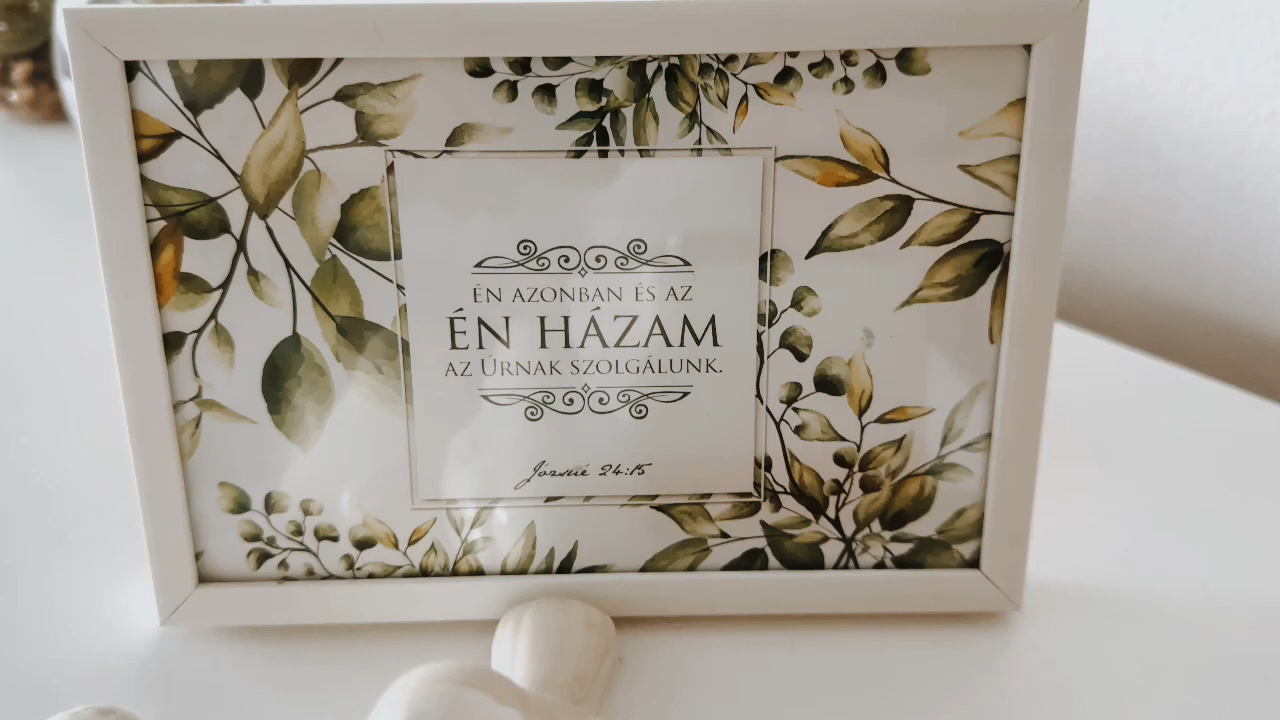 ÉN AZONBAN ÉS AZ
ÉN HÁZAM
AZ ÚRNAK SZOLGÁLUNK.
Józsué 24:15